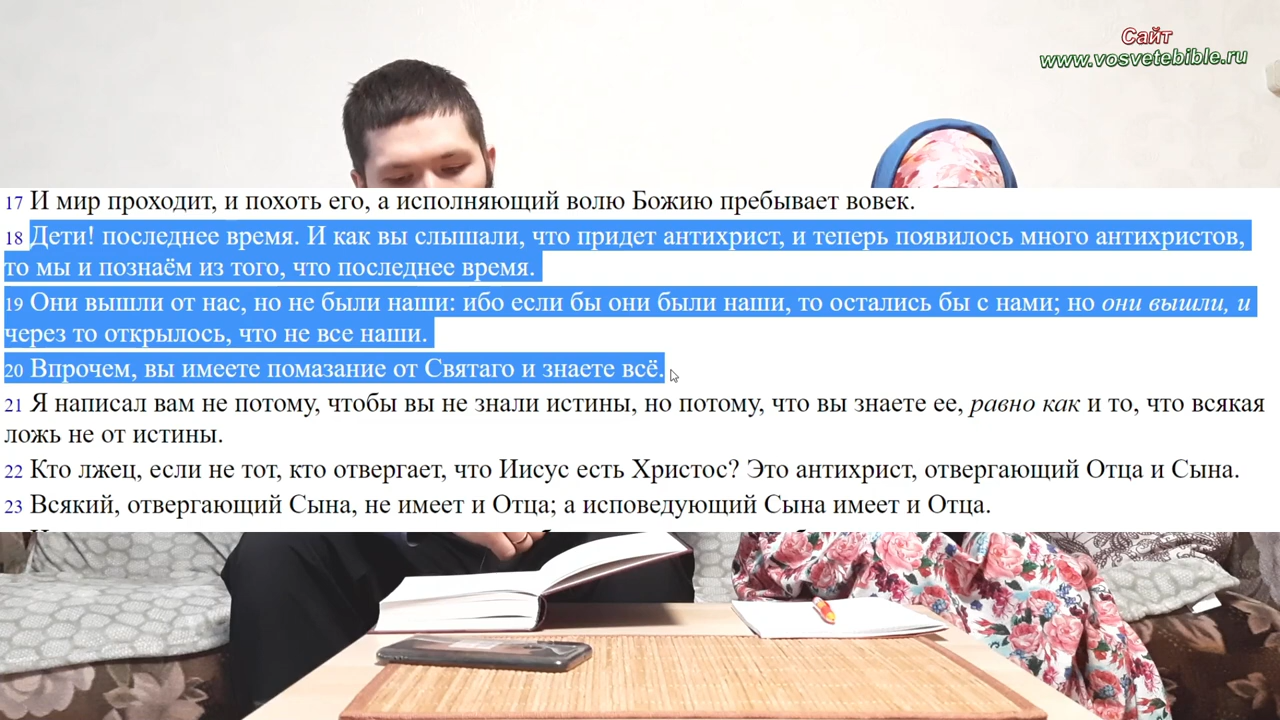 Сайт
www.vosvetebible.ru
17 И мир проходит, и похоть его, а исполняющий волю Божию пребывает вовек.
18 Дети! последнее время. И как вы слышали, что придет антихрист, и теперь появилось много антихристов,
то мы и познаём из того, что последнее время.
19 Они вышли от нас, но не были наши: ибо если бы они были наши, то остались бы с нами; но они вышли, и
через то открылось, что не все наши.
20 Впрочем, вы имеете помазание от Святаго и знаете всё.
21 Я написал вам не потому, чтобы вы не знали истины, но потому, что вы знаете ее, равно как и то, что всякая
ложь не от истины.
22 Кто лжец, если не тот, кто отвергает, что Иисус есть Христос? Это антихрист, отвергающий Отца и Сына.
23 Всякий, отвергающий Сына, не имеет и Отца; а исповедующий Сына имеет и Отца.